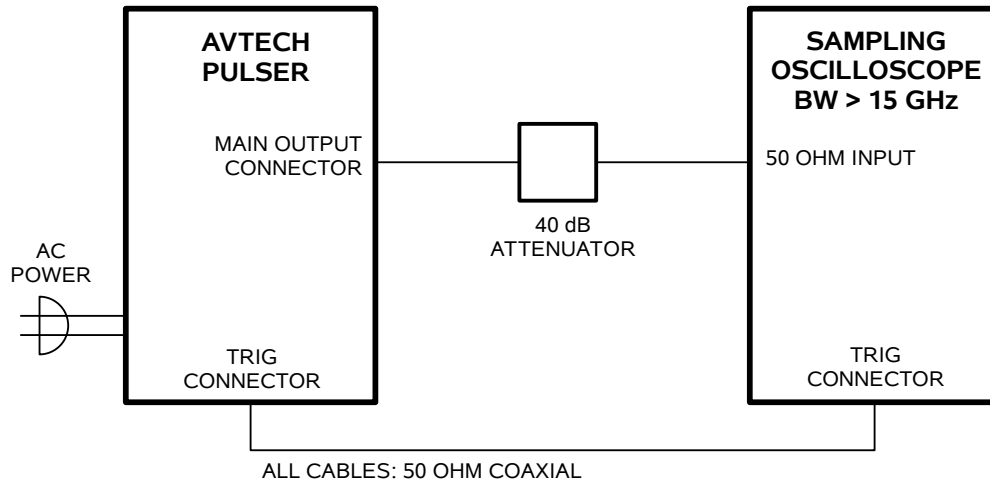 AVTECH
PULSER
SAMPLING
OSCILLOSCOPE
BW > 15 GHz
MAIN OUTPUT
CONNECTOR
50 OHM INPUT
40 dB
ATTENUATOR
AC
POWER
TRIG
CONNECTOR
TRIG
CONNECTOR
ALL CABLES: 50 OHM COAXIAL